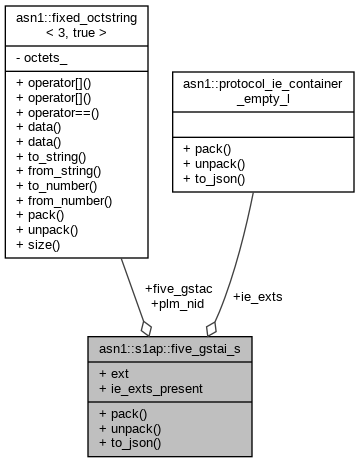 asn1::fixed_octstring
< 3, true >
- octets_
+ operator[]()
+ operator[]()
+ operator==()
+ data()
+ data()
+ to_string()
+ from_string()
+ to_number()
+ from_number()
+ pack()
+ unpack()
+ size()
asn1::protocol_ie_container
_empty_l
+ pack()
+ unpack()
+ to_json()
+five_gstac
+plm_nid
+ie_exts
asn1::s1ap::five_gstai_s
+ ext
+ ie_exts_present
+ pack()
+ unpack()
+ to_json()